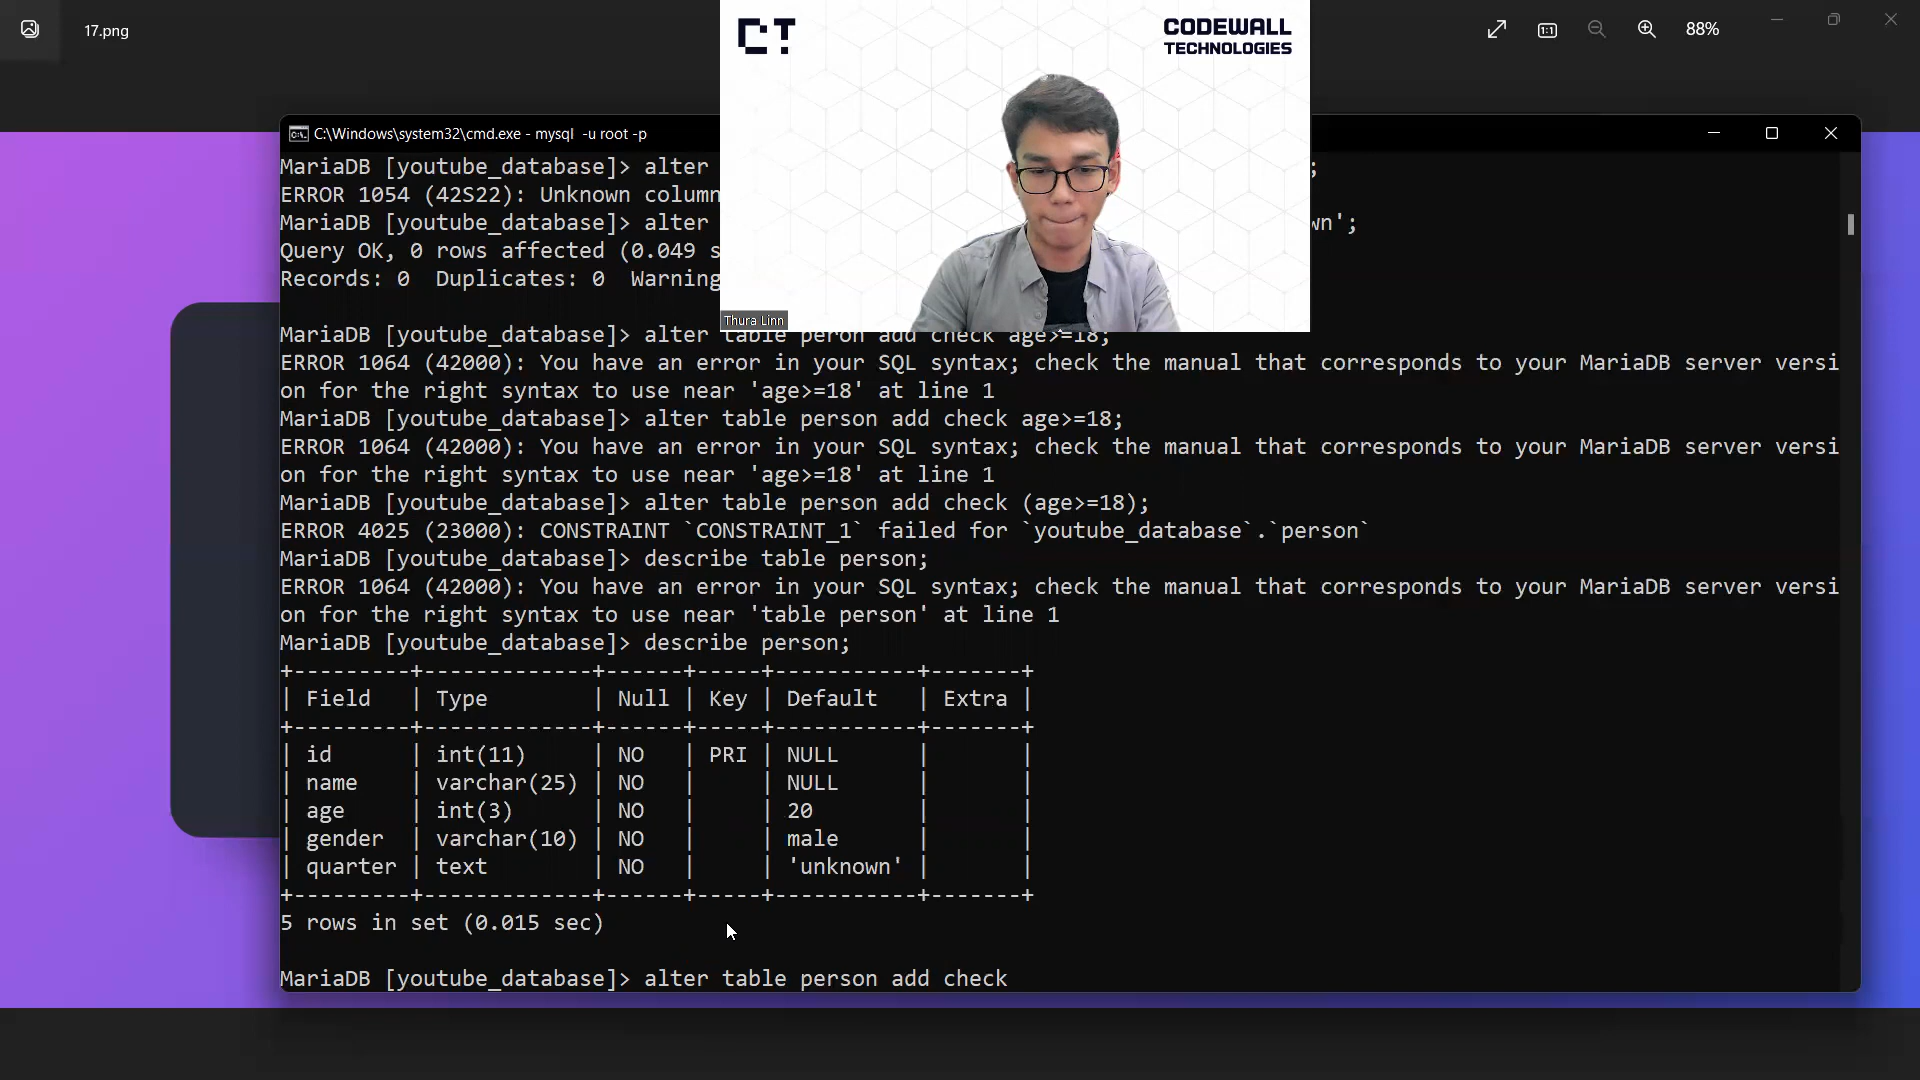 17.png
88%
CT
CODEWALL
TECHNOLOGIES
C:\Windows\system32\cmd.exe - mysql  -u root -p
MariaDB [youtube_database]> alter ;
ERROR 1054 (42S22): Unknown column
MariaDB [youtube_database]> alter wn';
Query OK, 0 rows affected (0.049 s
Records: 0  Duplicates: 0  Warning
Thura Linn
MariaDB [youtube_database]> alter table peron add check age>=18;
ERROR 1064 (42000): You have an error in your SQL syntax; check the manual that corresponds to your MariaDB server versi
on for the right syntax to use near 'age>=18' at line 1
MariaDB [youtube_database]> alter table person add check age>=18;
ERROR 1064 (42000): You have an error in your SQL syntax; check the manual that corresponds to your MariaDB server versi
on for the right syntax to use near 'age>=18' at line 1
MariaDB [youtube_database]> alter table person add check (age>=18);
ERROR 4025 (23000): CONSTRAINT `CONSTRAINT_1` failed for `youtube_database`.`person`
MariaDB [youtube_database]> describe table person;
ERROR 1064 (42000): You have an error in your SQL syntax; check the manual that corresponds to your MariaDB server versi
on for the right syntax to use near 'table person' at line 1
MariaDB [youtube_database]> describe person;
+---------+-------------+------+-----+-----------+-------+
| Field   | Type        | Null | Key | Default   | Extra |
+---------+-------------+------+-----+-----------+-------+
| id      | int(11)     | NO   | PRI | NULL      |       |
| name    | varchar(25) | NO   |     | NULL      |       |
| age     | int(3)      | NO   |     | 20        |       |
| gender  | varchar(10) | NO   |     | male      |       |
| quarter | text        | NO   |     | 'unknown' |       |
+---------+-------------+------+-----+-----------+-------+
5 rows in set (0.015 sec)
MariaDB [youtube_database]> alter table person add check